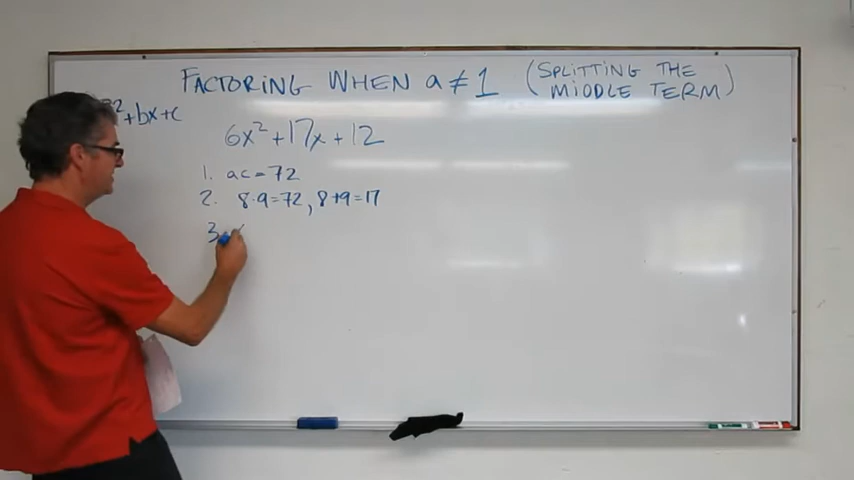 FACTORING WHEN a ≠ 1 (SPLITTING THE MIDDLE TERM)
²+bx+c
6x² + 17x + 12
1. ac = 72
2. 8·9=72, 8+9=17
3.